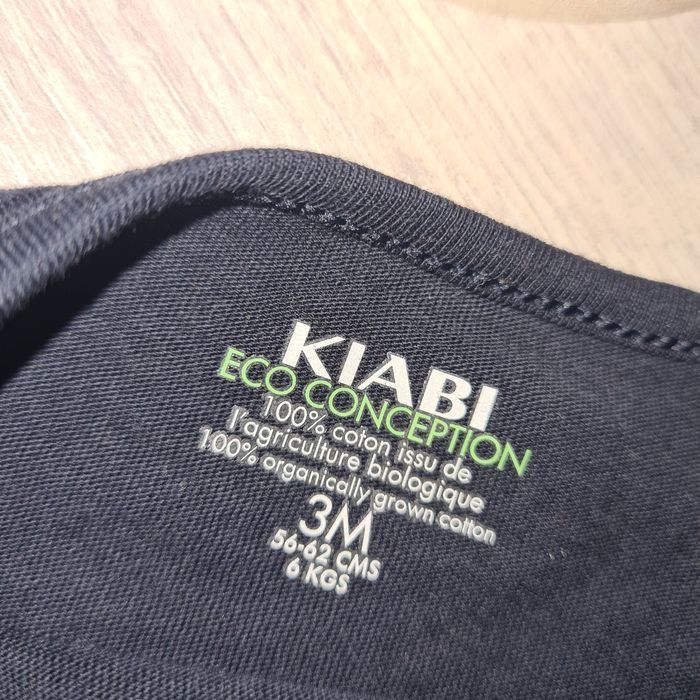 KIABI
ECO CONCEPTION
100% coton issu de
l'agriculture biologique
100% organically grown cotton
3M
56-62 CMS
6 KGS